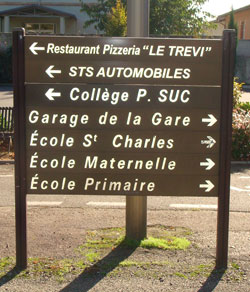 Restaurant Pizzeria "LE TREVI"
STS AUTOMOBILES
Collège P. SUC
Garage de la Gare
École St Charles
École Maternelle
École Primaire